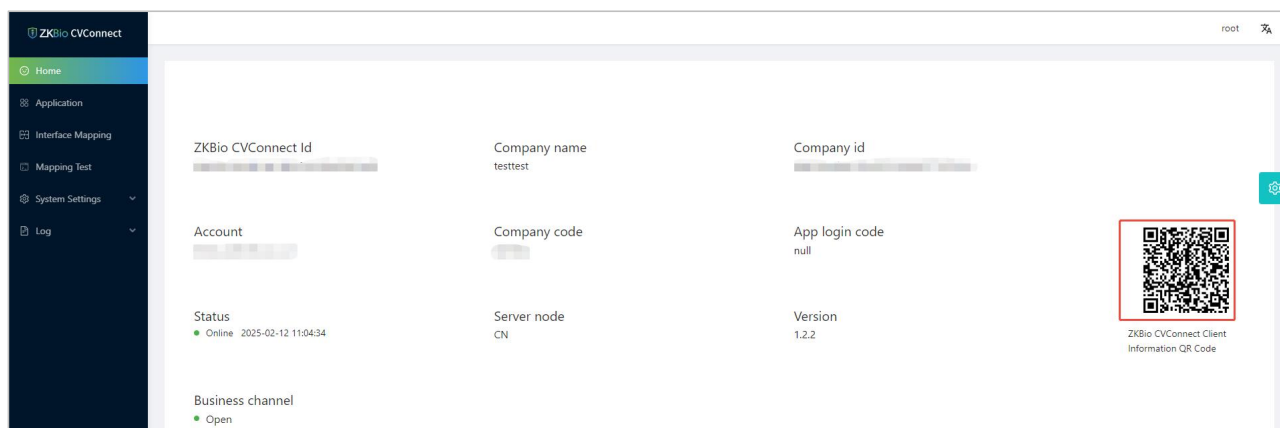 ZKBio CVConnect
root
Home
Application
Interface Mapping
Mapping Test
System Settings
Log
ZKBio CVConnect Id
Company name
testtest
Company id
Account
Company code
App login code
null
Status
Online 2025-02-12 11:04:34
Server node
CN
Version
1.2.2
ZKBio CVConnect Client
Information QR Code
Business channel
Open